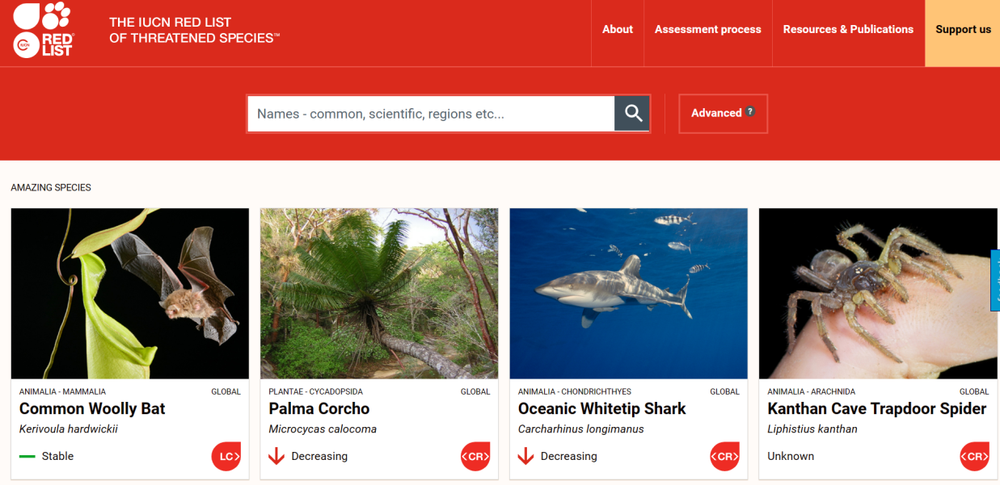 RED
LIST
IUCN
THE IUCN RED LIST
OF THREATENED SPECIES™
About
Assessment process
Resources & Publications
Support us
Names - common, scientific, regions etc...
Advanced ?
AMAZING SPECIES
ANIMALIA - MAMMALIA GLOBAL
Common Woolly Bat
Kerivoula hardwickii
Stable
LC
PLANTAE - CYCADOPSIDA GLOBAL
Palma Corcho
Microcycas calocoma
Decreasing
<CR>
ANIMALIA - CHONDRICHTHYES GLOBAL
Oceanic Whitetip Shark
Carcharhinus longimanus
Decreasing
<CR>
ANIMALIA - ARACHNIDA GLOBAL
Kanthan Cave Trapdoor Spider
Liphistius kanthan
Unknown
<CR>